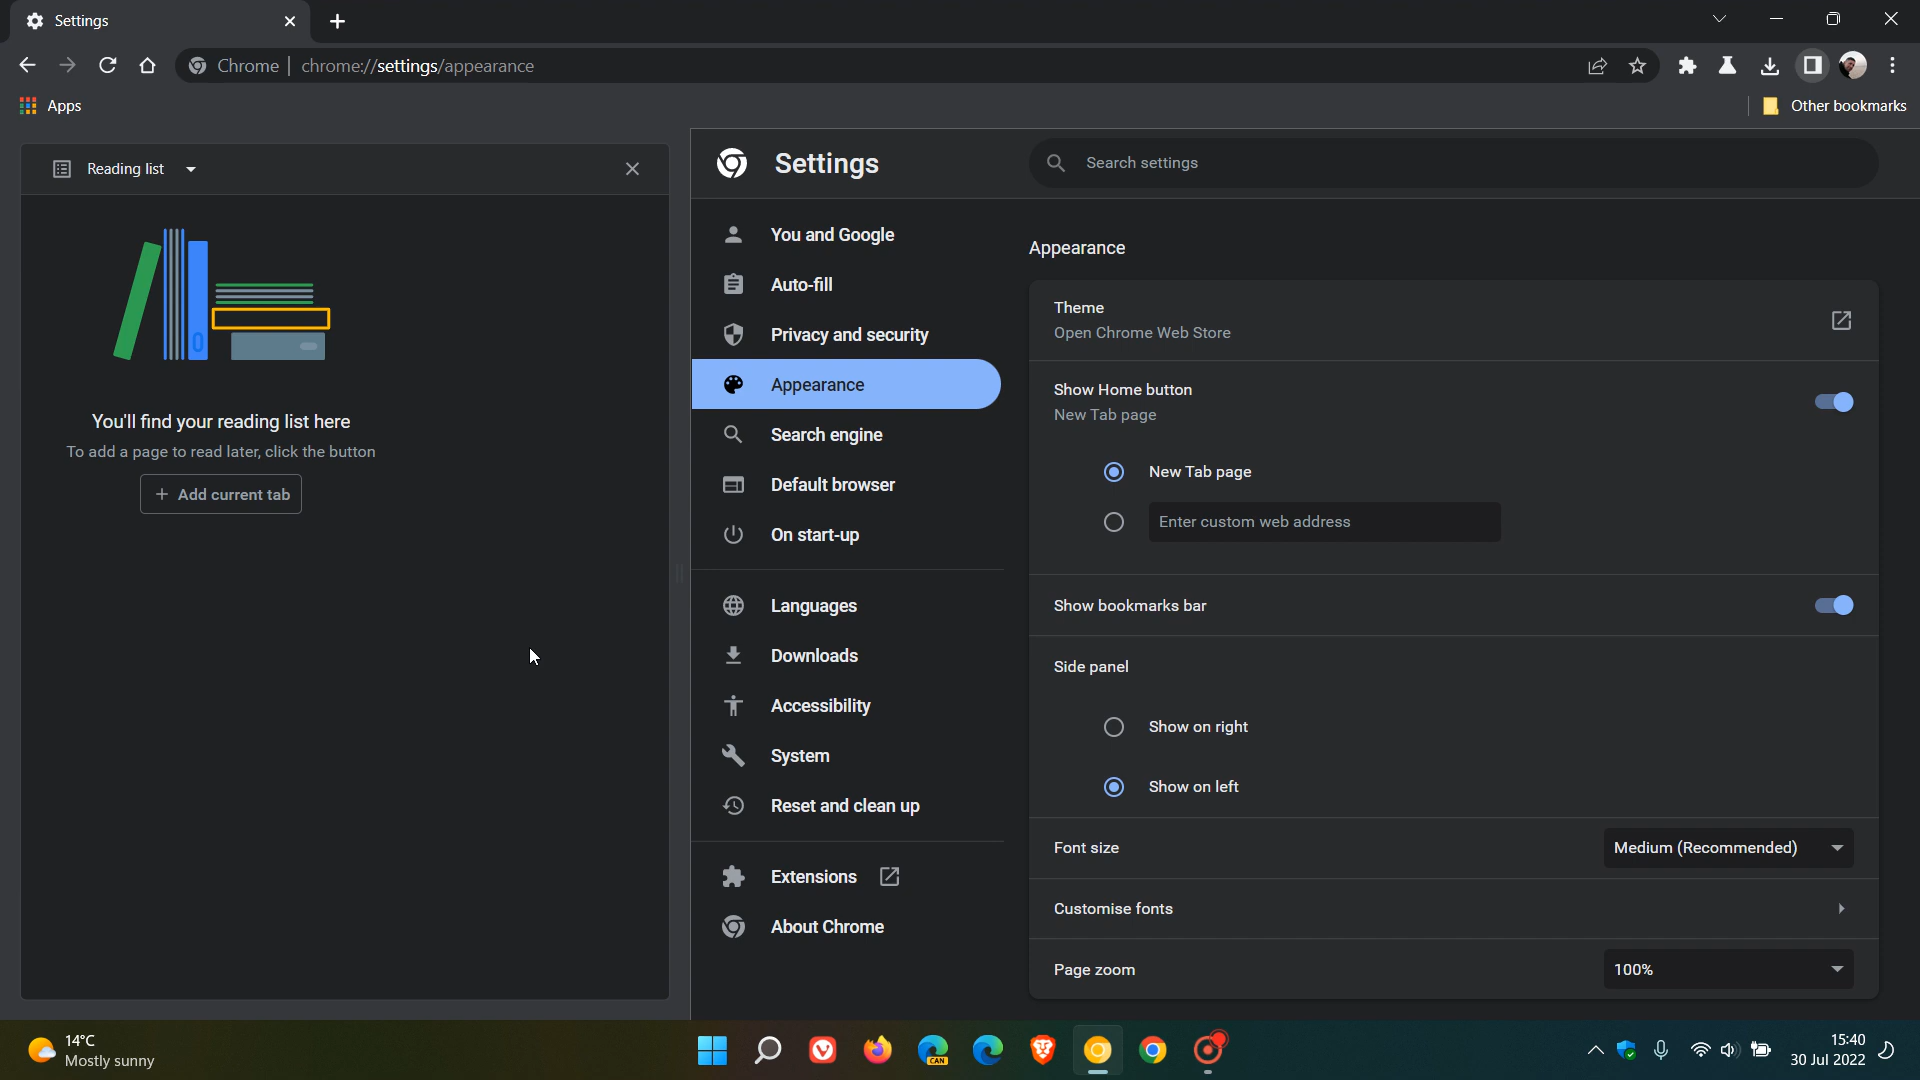 Settings
Chrome | chrome://settings/appearance
Apps
Other bookmarks
Reading list
You'll find your reading list here
To add a page to read later, click the button
+ Add current tab
Settings
Search settings
You and Google
Auto-fill
Privacy and security
Appearance
Search engine
Default browser
On start-up
Languages
Downloads
Accessibility
System
Reset and clean up
Extensions
About Chrome
Appearance
Theme
Open Chrome Web Store
Show Home button
New Tab page
New Tab page
Enter custom web address
Show bookmarks bar
Side panel
Show on right
Show on left
Font size
Medium (Recommended)
Customise fonts
Page zoom
100%
14°C
Mostly sunny
CAN
15:40
30 Jul 2022